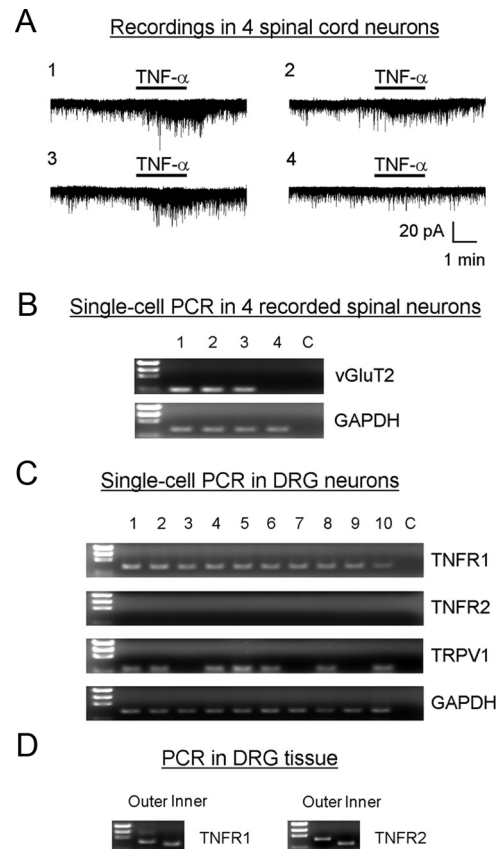 A
Recordings in 4 spinal cord neurons
1 TNF-α
2 TNF-α
3 TNF-α
4 TNF-α
20 pA
1 min
B
Single-cell PCR in 4 recorded spinal neurons
1 2 3 4 C
vGluT2
GAPDH
C
Single-cell PCR in DRG neurons
1 2 3 4 5 6 7 8 9 10 C
TNFR1
TNFR2
TRPV1
GAPDH
D
PCR in DRG tissue
Outer Inner Outer Inner
TNFR1 TNFR2